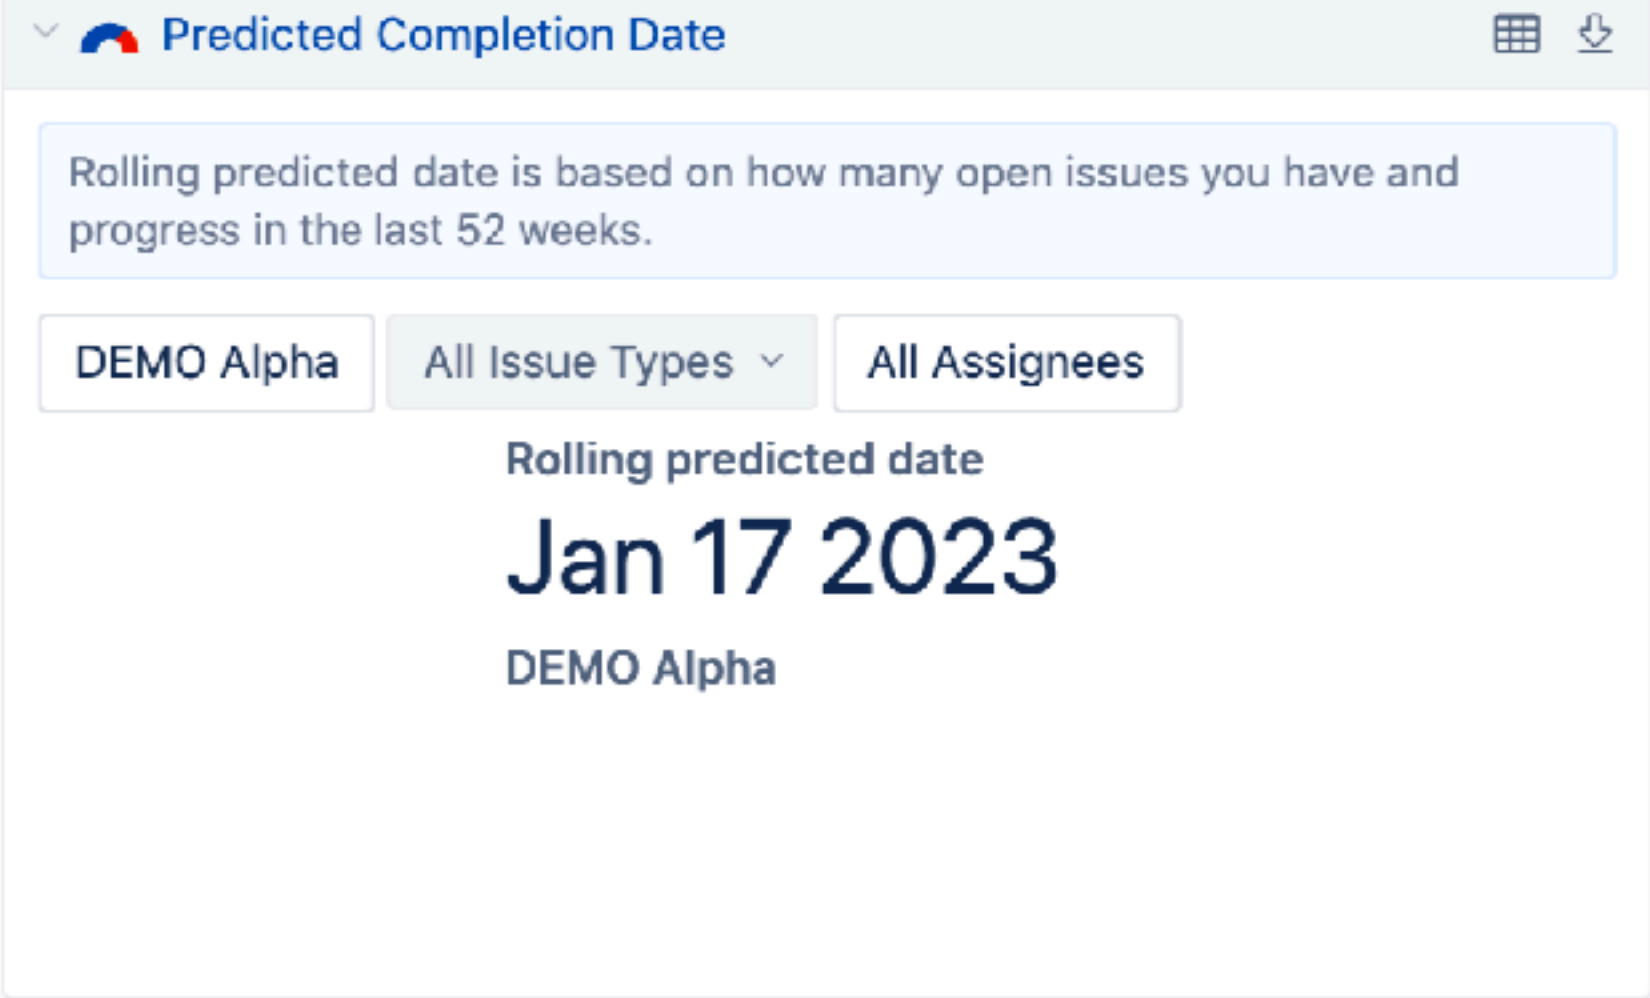 Predicted Completion Date
Rolling predicted date is based on how many open issues you have and
progress in the last 52 weeks.
DEMO Alpha
All Issue Types
All Assignees
Rolling predicted date
Jan 17 2023
DEMO Alpha